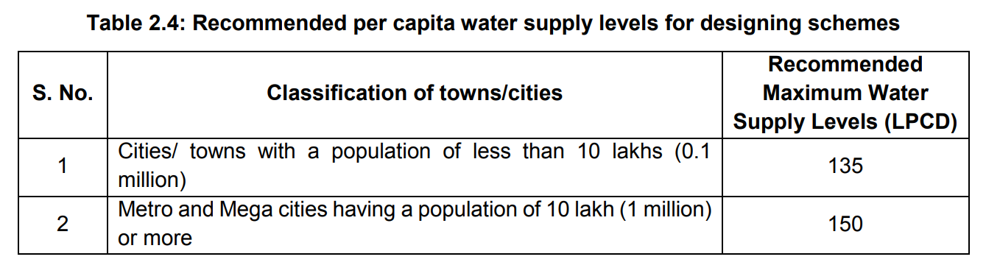 Table 2.4: Recommended per capita water supply levels for designing schemes
S. No.
Classification of towns/cities
Recommended
Maximum Water
Supply Levels (LPCD)
1
Cities/ towns with a population of less than 10 lakhs (0.1
million)
135
2
Metro and Mega cities having a population of 10 lakh (1 million)
or more
150